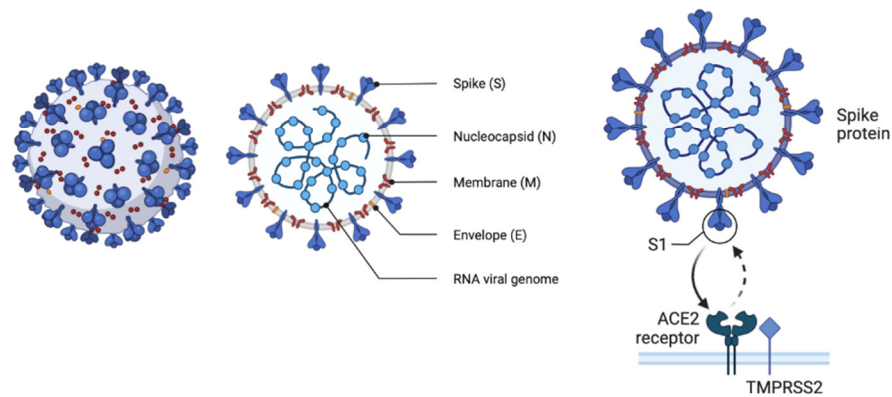 Spike (S)
Nucleocapsid (N)
Membrane (M)
Envelope (E)
RNA viral genome
Spike
protein
S1
ACE2
receptor
TMPRSS2